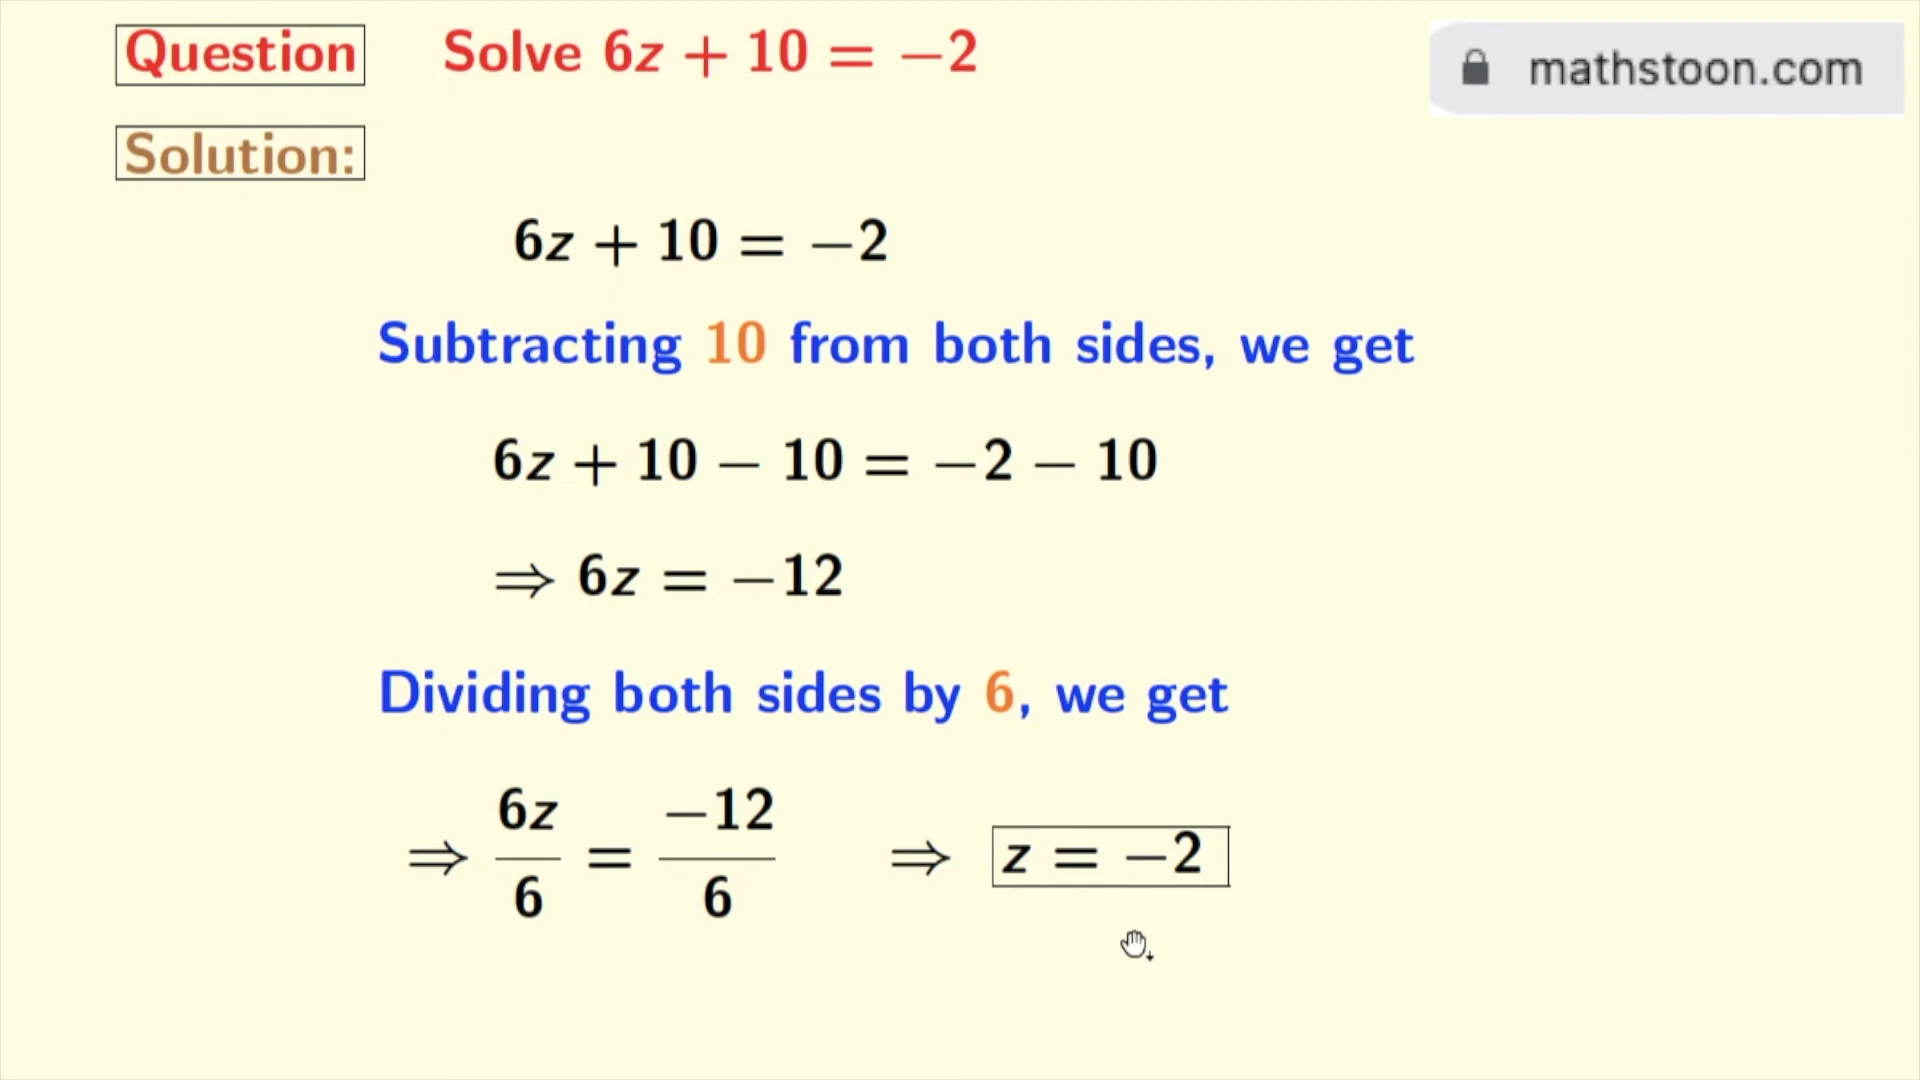 Question Solve 6z + 10 = −2
mathstoon.com
Solution:
6z + 10 = −2
Subtracting 10 from both sides, we get
6z + 10 − 10 = −2 − 10
⇒ 6z = −12
Dividing both sides by 6, we get
⇒ 6z/6 = −12/6 ⇒ z = −2